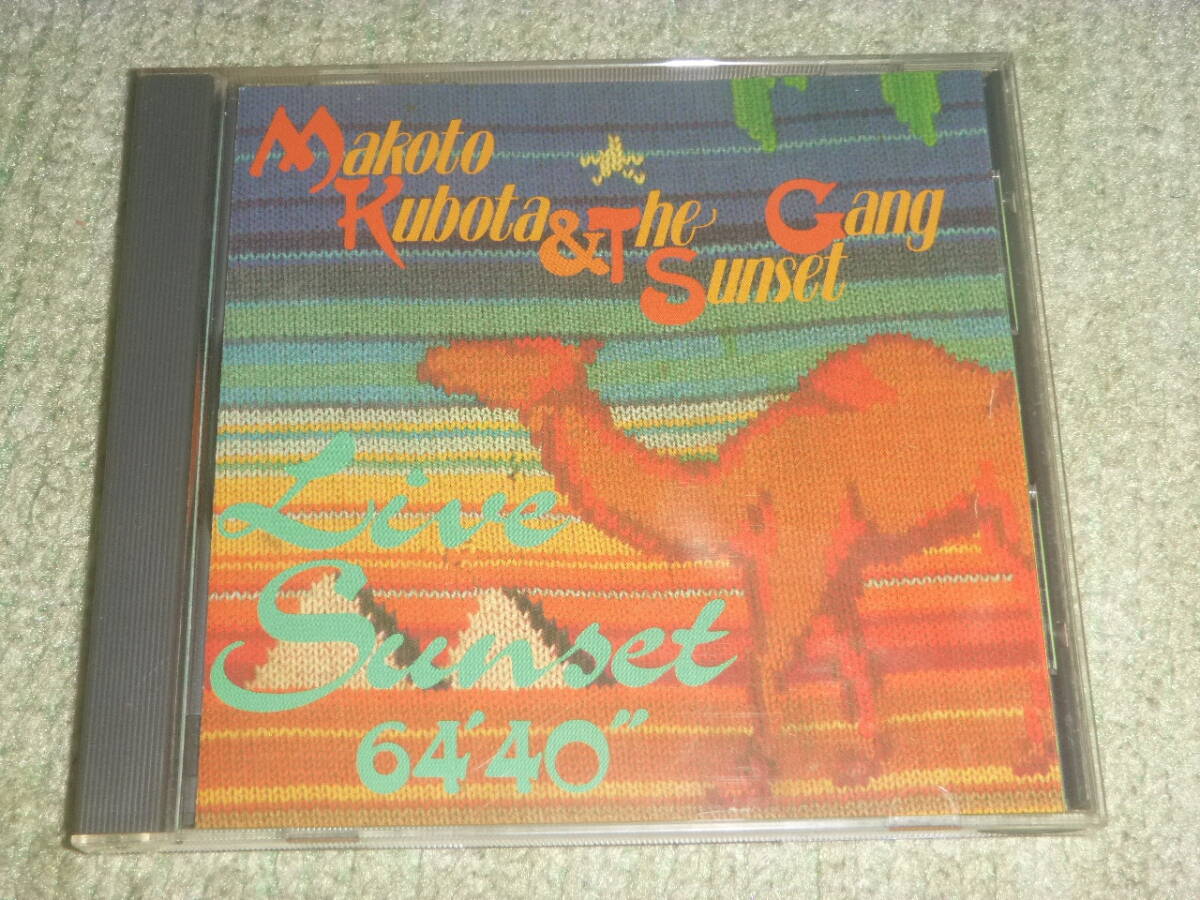 Makoto
Kubota & The Gang
Sunset
Live
Sunset
64'40"